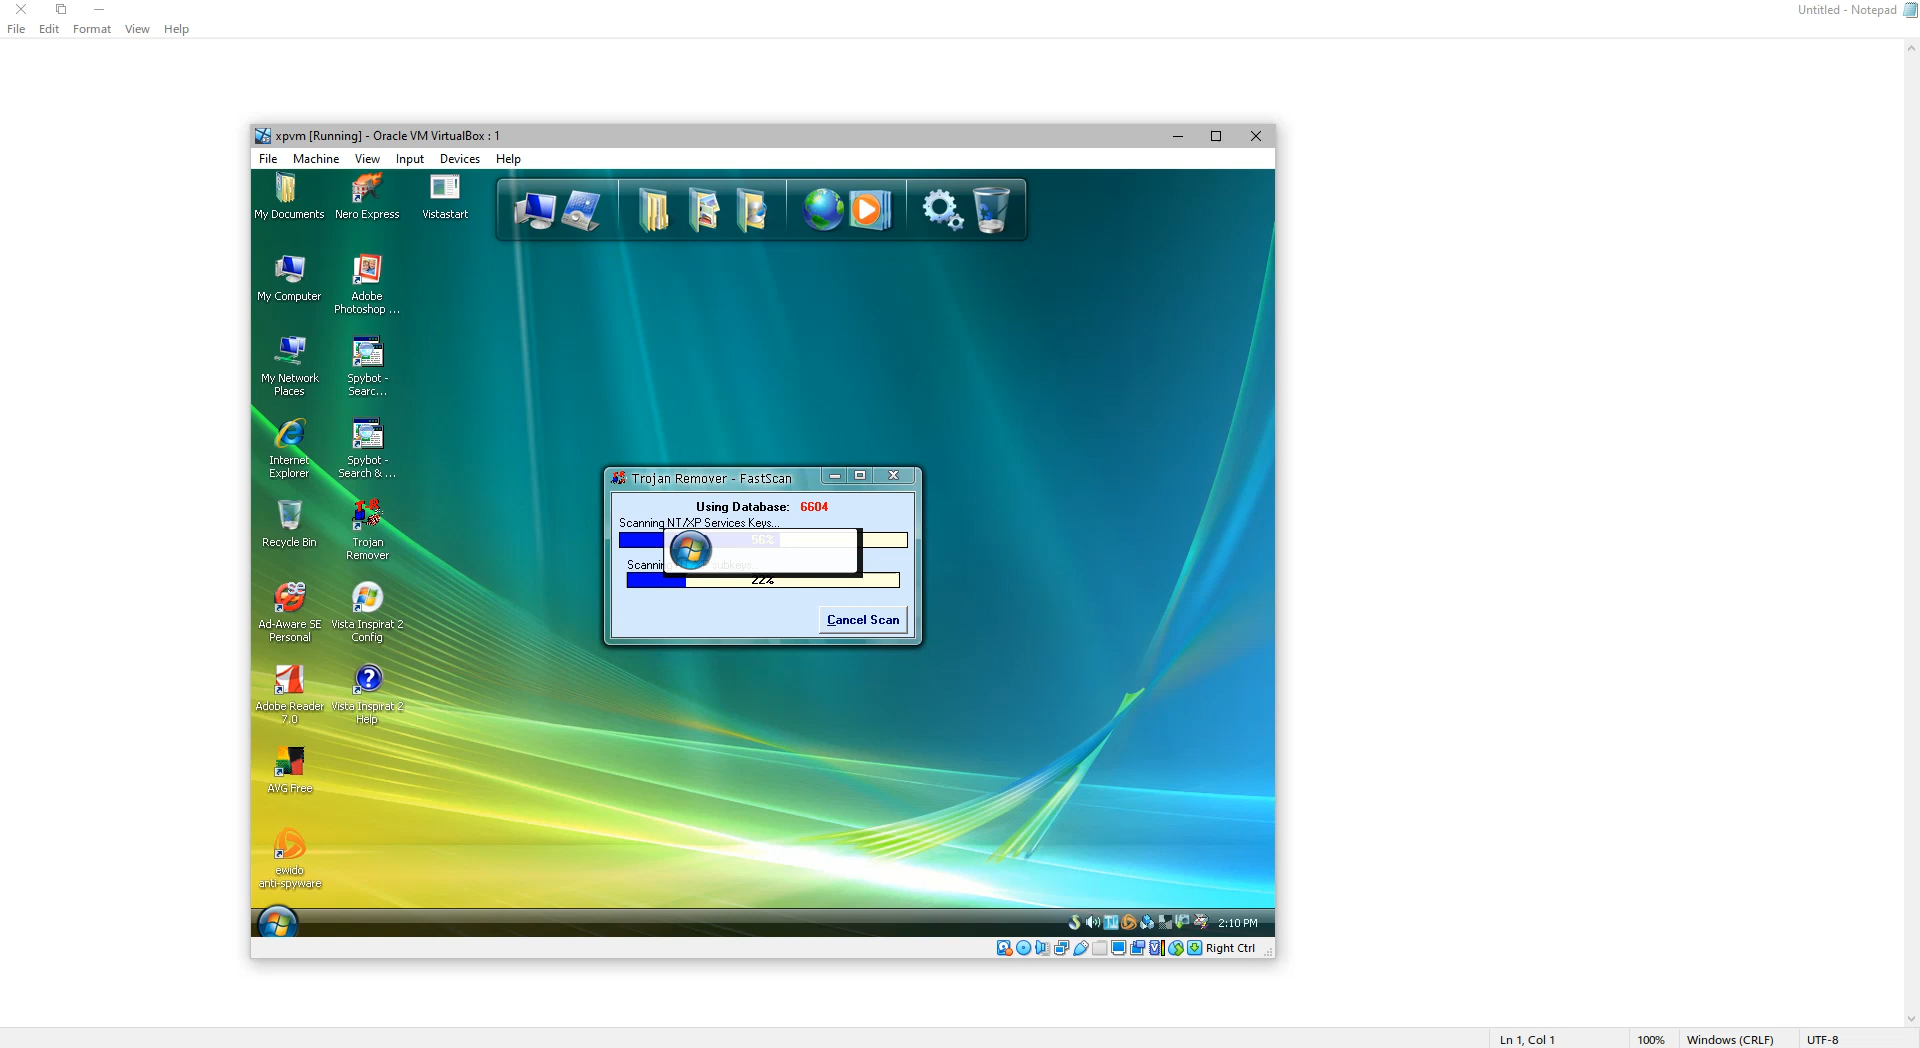 Untitled - Notepad
File Edit Format View Help
xpvm [Running] - Oracle VM VirtualBox : 1
File Machine View Input Devices Help
My Documents
Nero Express
Vistastart
My Computer
Adobe
Photoshop ...
My Network
Places
Spybot -
Searc...
Internet
Explorer
Spybot -
Search & ...
Recycle Bin
Trojan
Remover
Ad-Aware SE
Personal
Vista Inspirat 2
Config
Adobe Reader
7.0
Vista Inspirat 2
Help
AVG Free
ewido
anti-spyware
Trojan Remover - FastScan
Using Database: 6604
Scanning NT/XP Services Keys...
56%
subkeys...
22%
Cancel Scan
2:10 PM
Right Ctrl
Ln 1, Col 1
100%
Windows (CRLF)
UTF-8